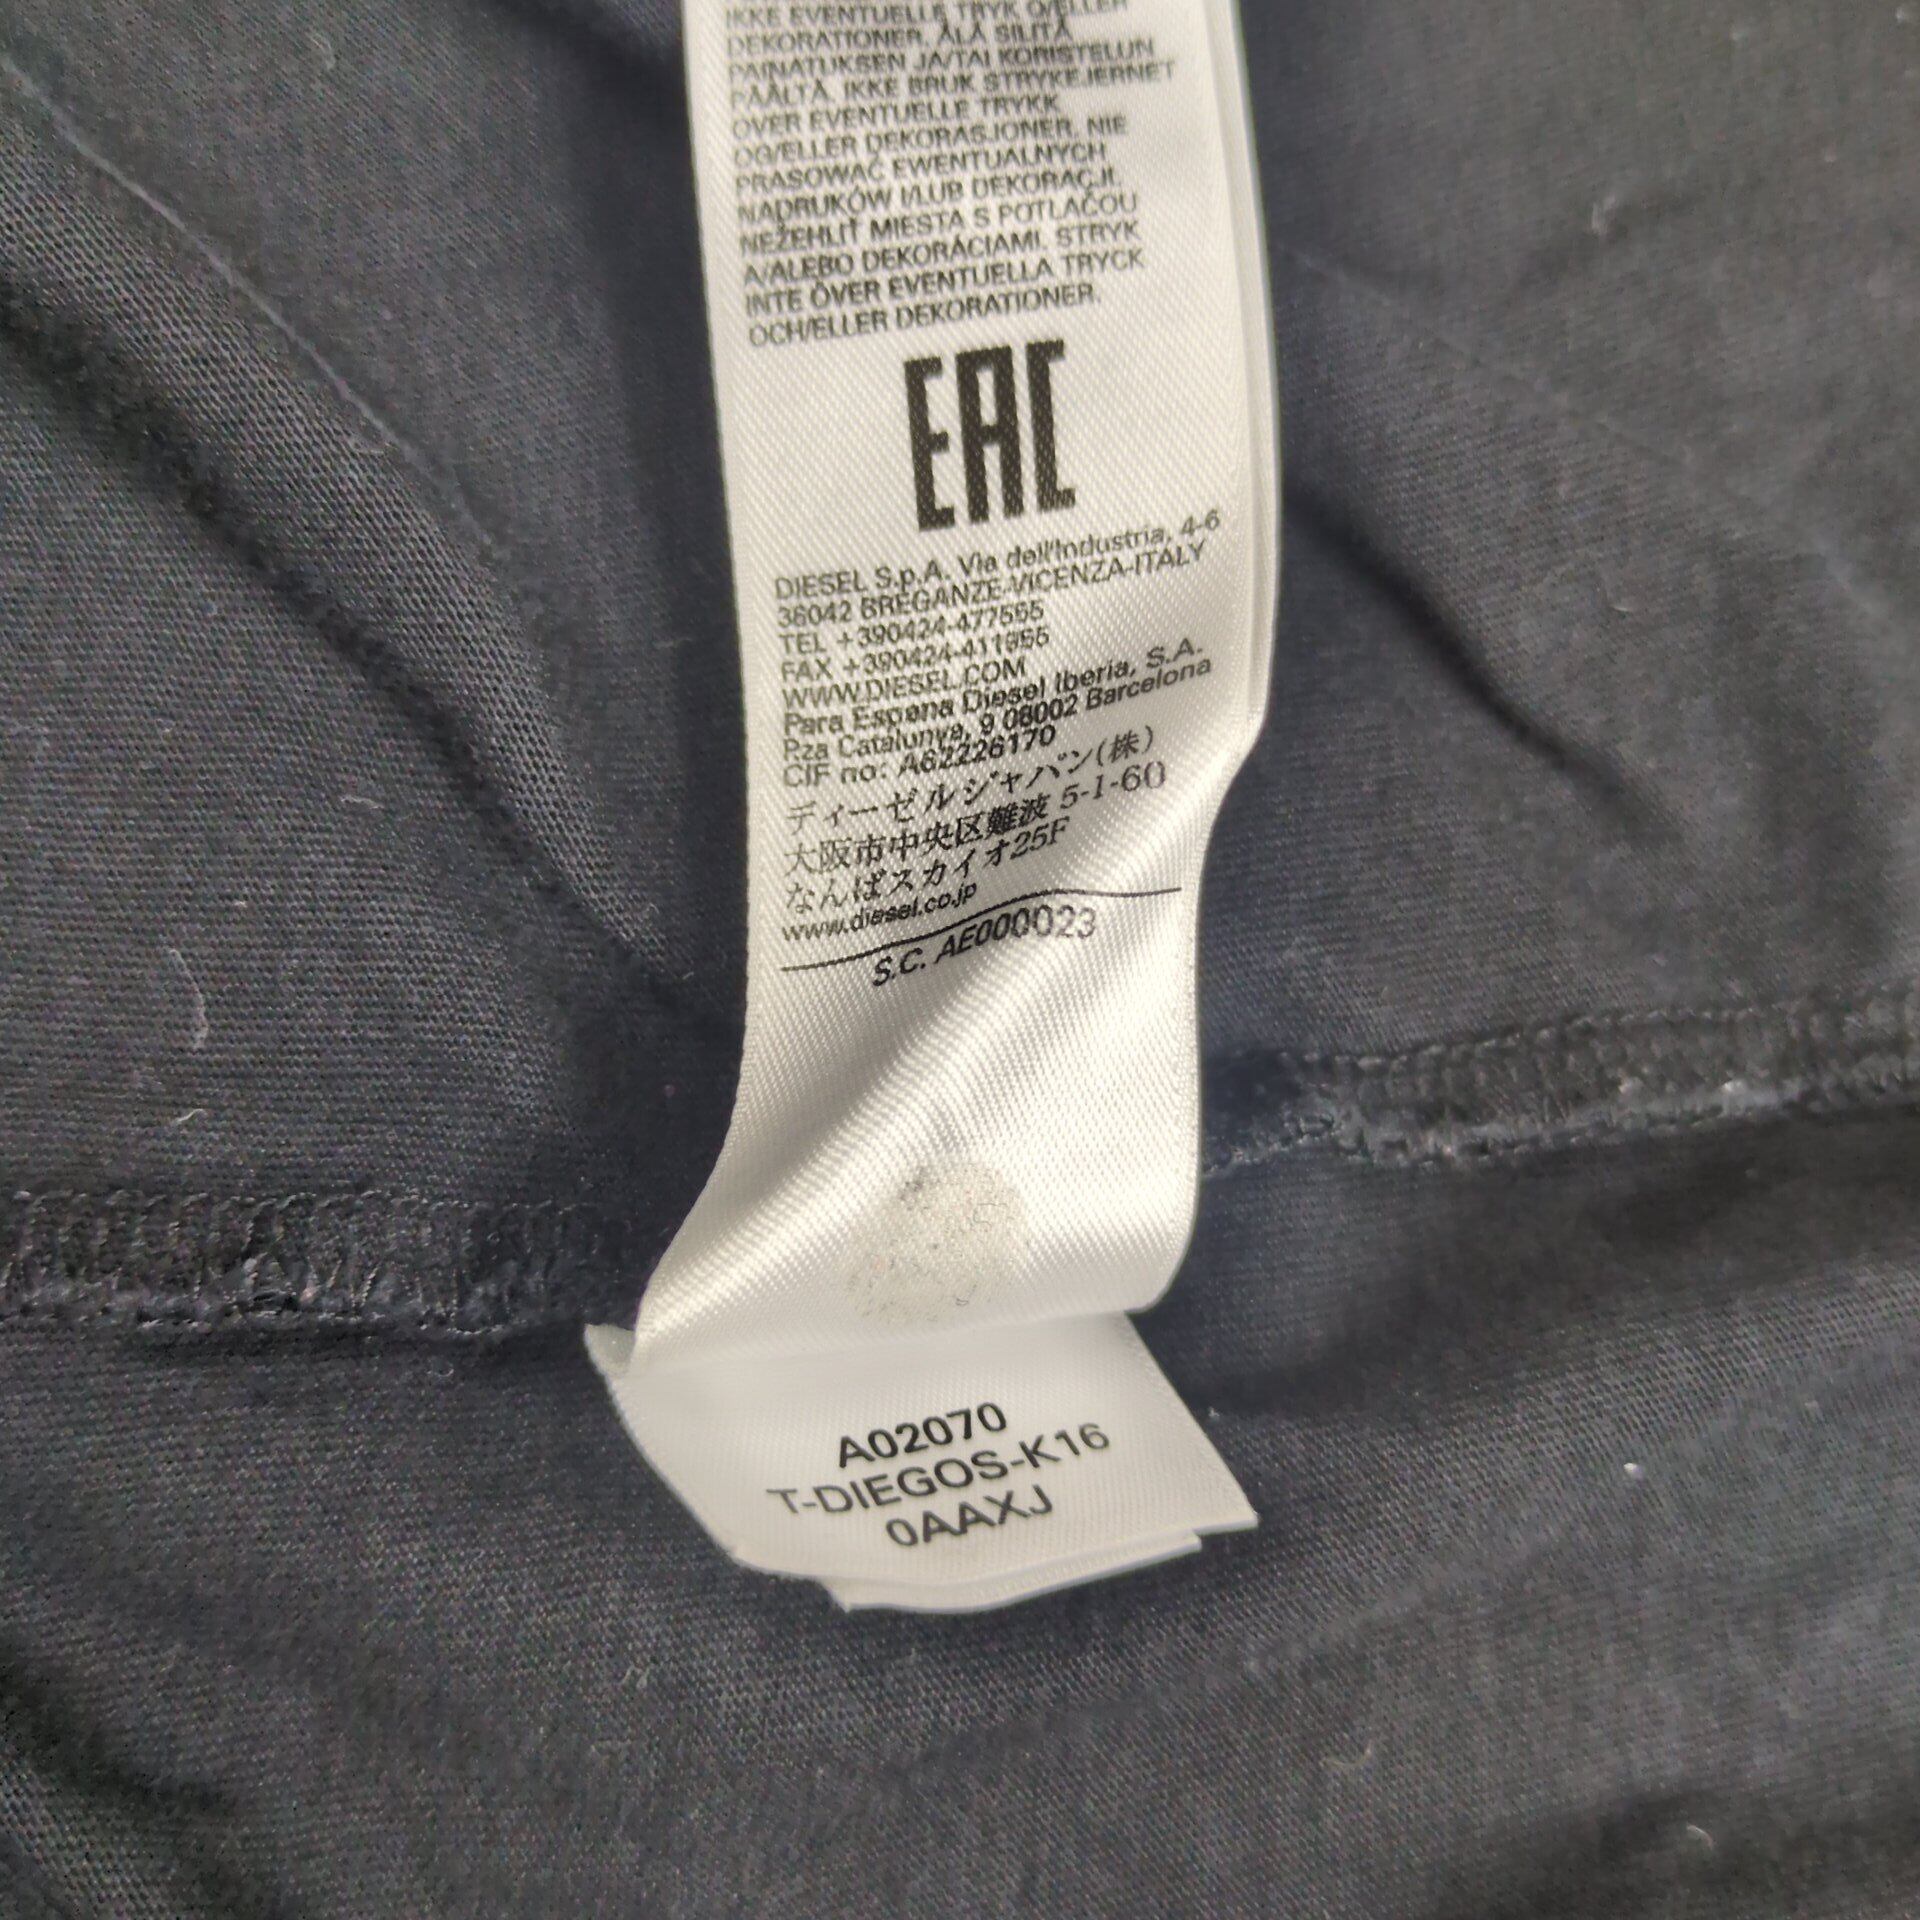 IKKE EVENTUELLE TRYK O/ELLER
DEKORATIONER. ÄLÄ SILITÄ
PAINATUKSEN JA/TAI KORISTELUN
PÄÄLTÄ. IKKE BRUK STRYKEJERNET
OVER EVENTUELLE TRYKK
OG/ELLER DEKORASJONER. NIE
PRASOWAĆ EWENTUALNYCH
NADRUKÓW I/LUB DEKORACJI.
NEŽEHLIŤ MIESTA S POTLAČOU
A/ALEBO DEKORÁCIAMI. STRYK
INTE ÖVER EVENTUELLA TRYCK
OCH/ELLER DEKORATIONER.
EAC
DIESEL S.p.A. Via dell'Industria, 4-6
36042 BREGANZE-VICENZA-ITALY
TEL +390424-477555
FAX +390424-411955
WWW.DIESEL.COM
Para Espana Diesel Iberia, S.A.
P.za Catalunya, 9 08002 Barcelona
CIF no: A62226170
ディーゼルジャパン(株)
大阪市中央区難波 5-1-60
なんばスカイオ25F
www.diesel.co.jp
S.C. AE000023
A02070
T-DIEGOS-K16
0AAXJ